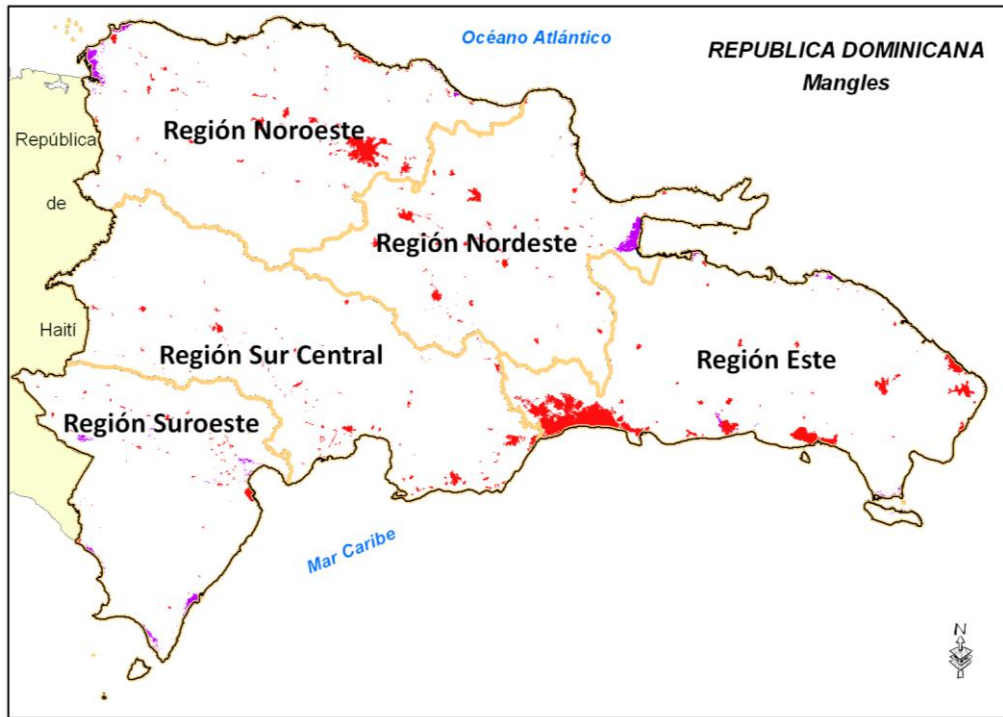 Océano Atlántico
REPUBLICA DOMINICANA
Mangles
República
de
Haití
Región Noroeste
Región Nordeste
Región Sur Central
Región Este
Región Suroeste
Mar Caribe
N